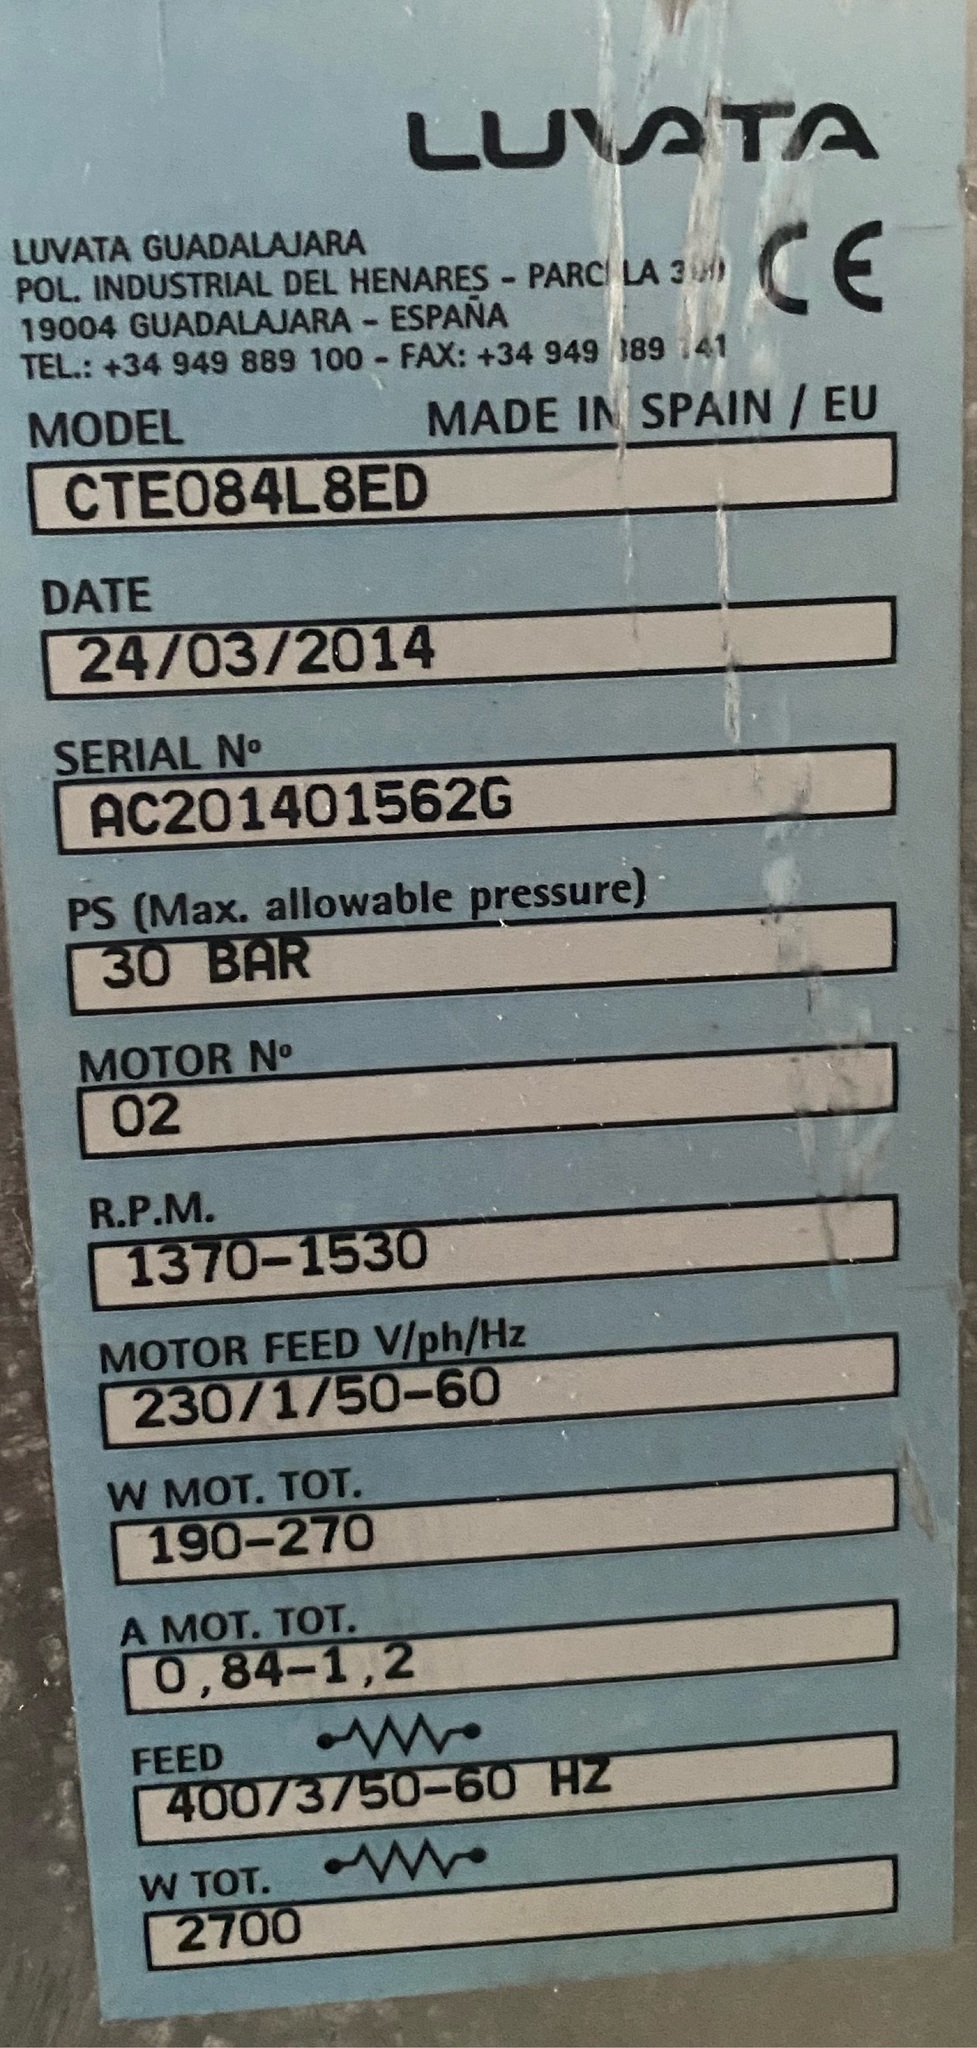 LUVATA
CE
LUVATA GUADALAJARA
POL. INDUSTRIAL DEL HENARES - PARCELA
19004 GUADALAJARA - ESPAÑA
TEL.: +34 949 889 100 - FAX: +34 949
MADE IN SPAIN / EU
MODEL
CTE084L8ED
DATE
24/03/2014
SERIAL Nº
AC201401562G
PS (Max. allowable pressure)
30 BAR
MOTOR Nº
02
R.P.M.
1370-1530
MOTOR FEED V/ph/Hz
230/1/50-60
W MOT. TOT.
190-270
A MOT. TOT.
0,84-1,2
FEED
400/3/50-60 HZ
W TOT.
2700